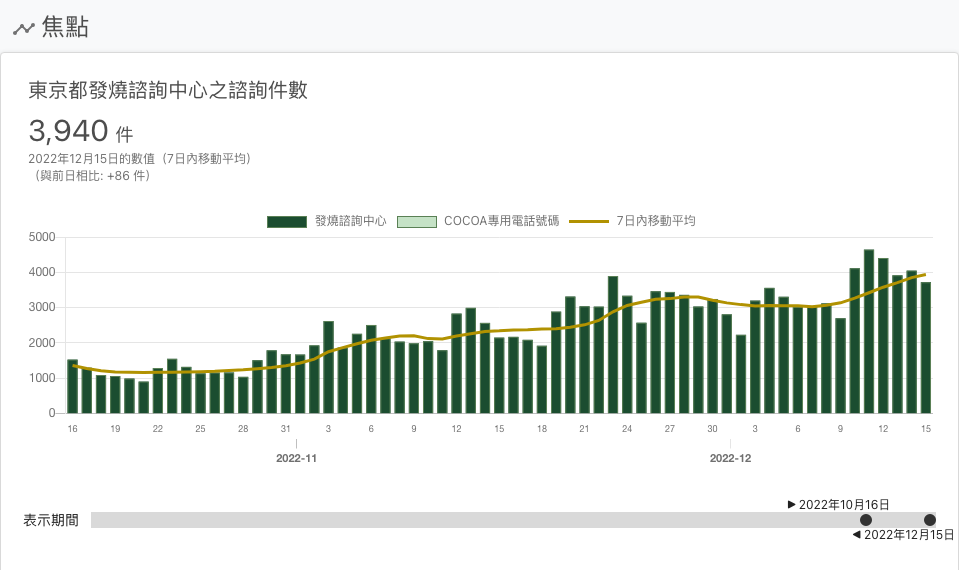 焦點
東京都發燒諮詢中心之諮詢件數
3,940 件
2022年12月15日的數值（7日內移動平均）
（與前日相比: +86 件）
發燒諮詢中心 COCOA專用電話號碼 7日內移動平均
5000
4000
3000
2000
1000
0
16 19 22 25 28 31 3 6 9 12 15 18 21 24 27 30 3 6 9 12 15
2022-11 2022-12
▶ 2022年10月16日
表示期間
◀ 2022年12月15日